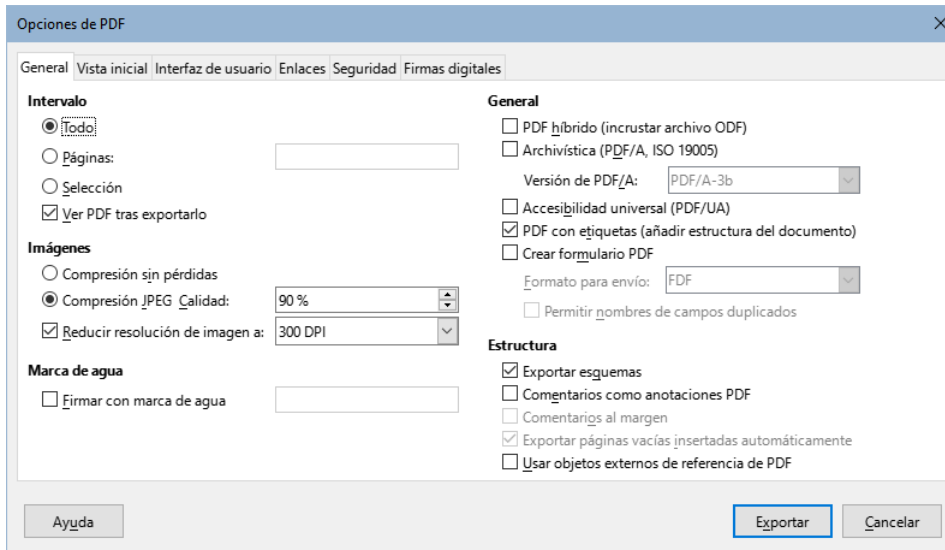 Opciones de PDF
General Vista inicial Interfaz de usuario Enlaces Seguridad Firmas digitales
Intervalo
Todo
Páginas:
Selección
Ver PDF tras exportarlo
Imágenes
Compresión sin pérdidas
Compresión JPEG Calidad: 90 %
Reducir resolución de imagen a: 300 DPI
Marca de agua
Firmar con marca de agua
General
PDF híbrido (incrustar archivo ODF)
Archivística (PDF/A, ISO 19005)
Versión de PDF/A: PDF/A-3b
Accesibilidad universal (PDF/UA)
PDF con etiquetas (añadir estructura del documento)
Crear formulario PDF
Formato para envío: FDF
Permitir nombres de campos duplicados
Estructura
Exportar esquemas
Comentarios como anotaciones PDF
Comentarios al margen
Exportar páginas vacías insertadas automáticamente
Usar objetos externos de referencia de PDF
Ayuda Exportar Cancelar